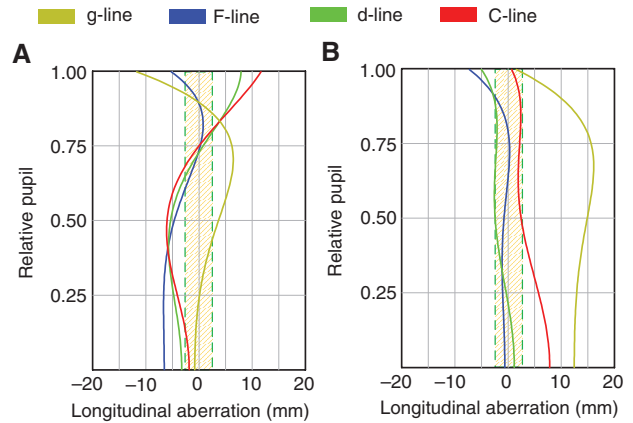 g-line F-line d-line C-line
A
1.00
0.75
0.50
0.25
Relative pupil
−20 −10 0 10 20
Longitudinal aberration (mm)
B
1.00
0.75
0.50
0.25
Relative pupil
−20 −10 0 10 20
Longitudinal aberration (mm)